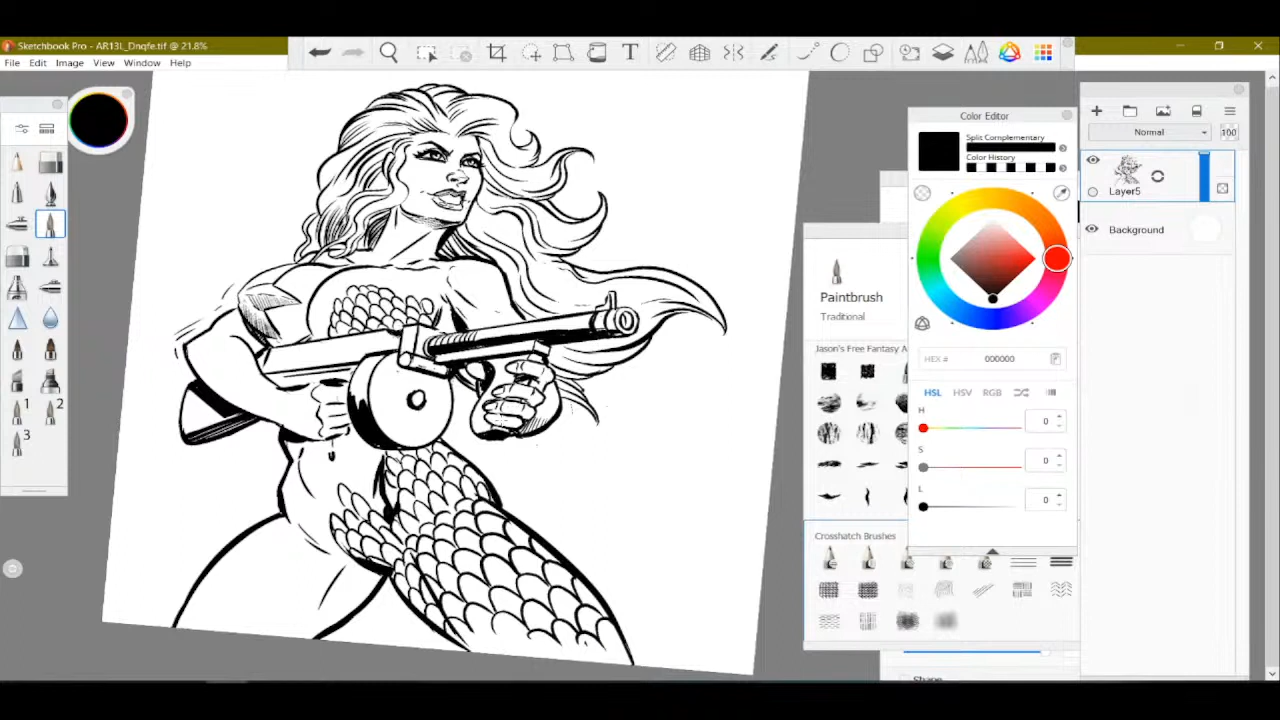 Sketchbook Pro - AR13L_Dnqfe.tif @ 21.8%
File Edit Image View Window Help
T
Color Editor
Split Complementary
Color History
Normal
100
Layer5
Background
Paintbrush
Traditional
HEX # 000000
Jason's Free Fantasy A
HSL HSV RGB
H
0
S
0
L
0
1
2
3
Crosshatch Brushes